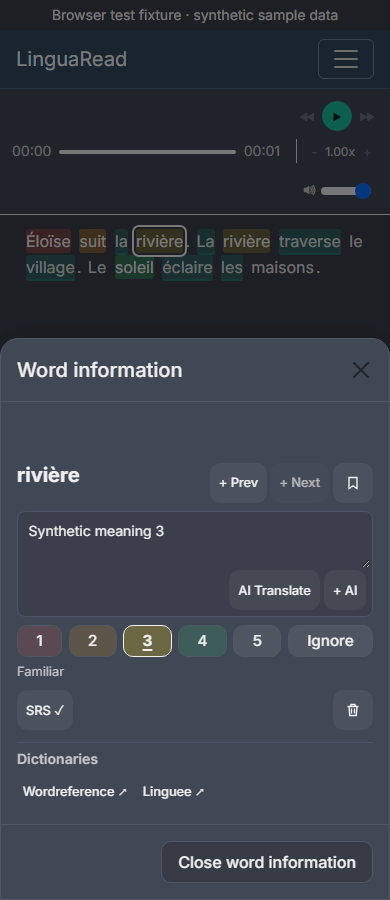 Browser test fixture · synthetic sample data
LinguaRead
00:00 00:01 - 1.00x +
Éloïse suit la rivière. La rivière traverse le
village. Le soleil éclaire les maisons.
Word information
rivière
+ Prev + Next
Synthetic meaning 3
AI Translate + AI
1 2 3 4 5 Ignore
Familiar
SRS ✓
Dictionaries
Wordreference ↗ Linguee ↗
Close word information